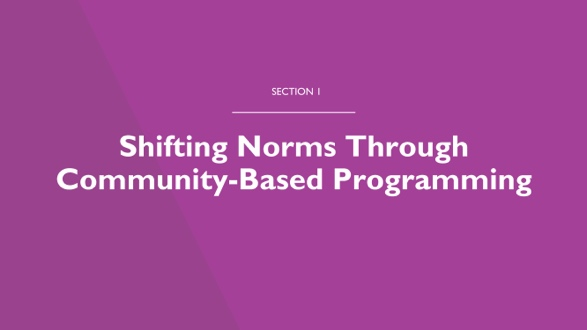 SECTION 1
Shifting Norms Through
Community-Based Programming